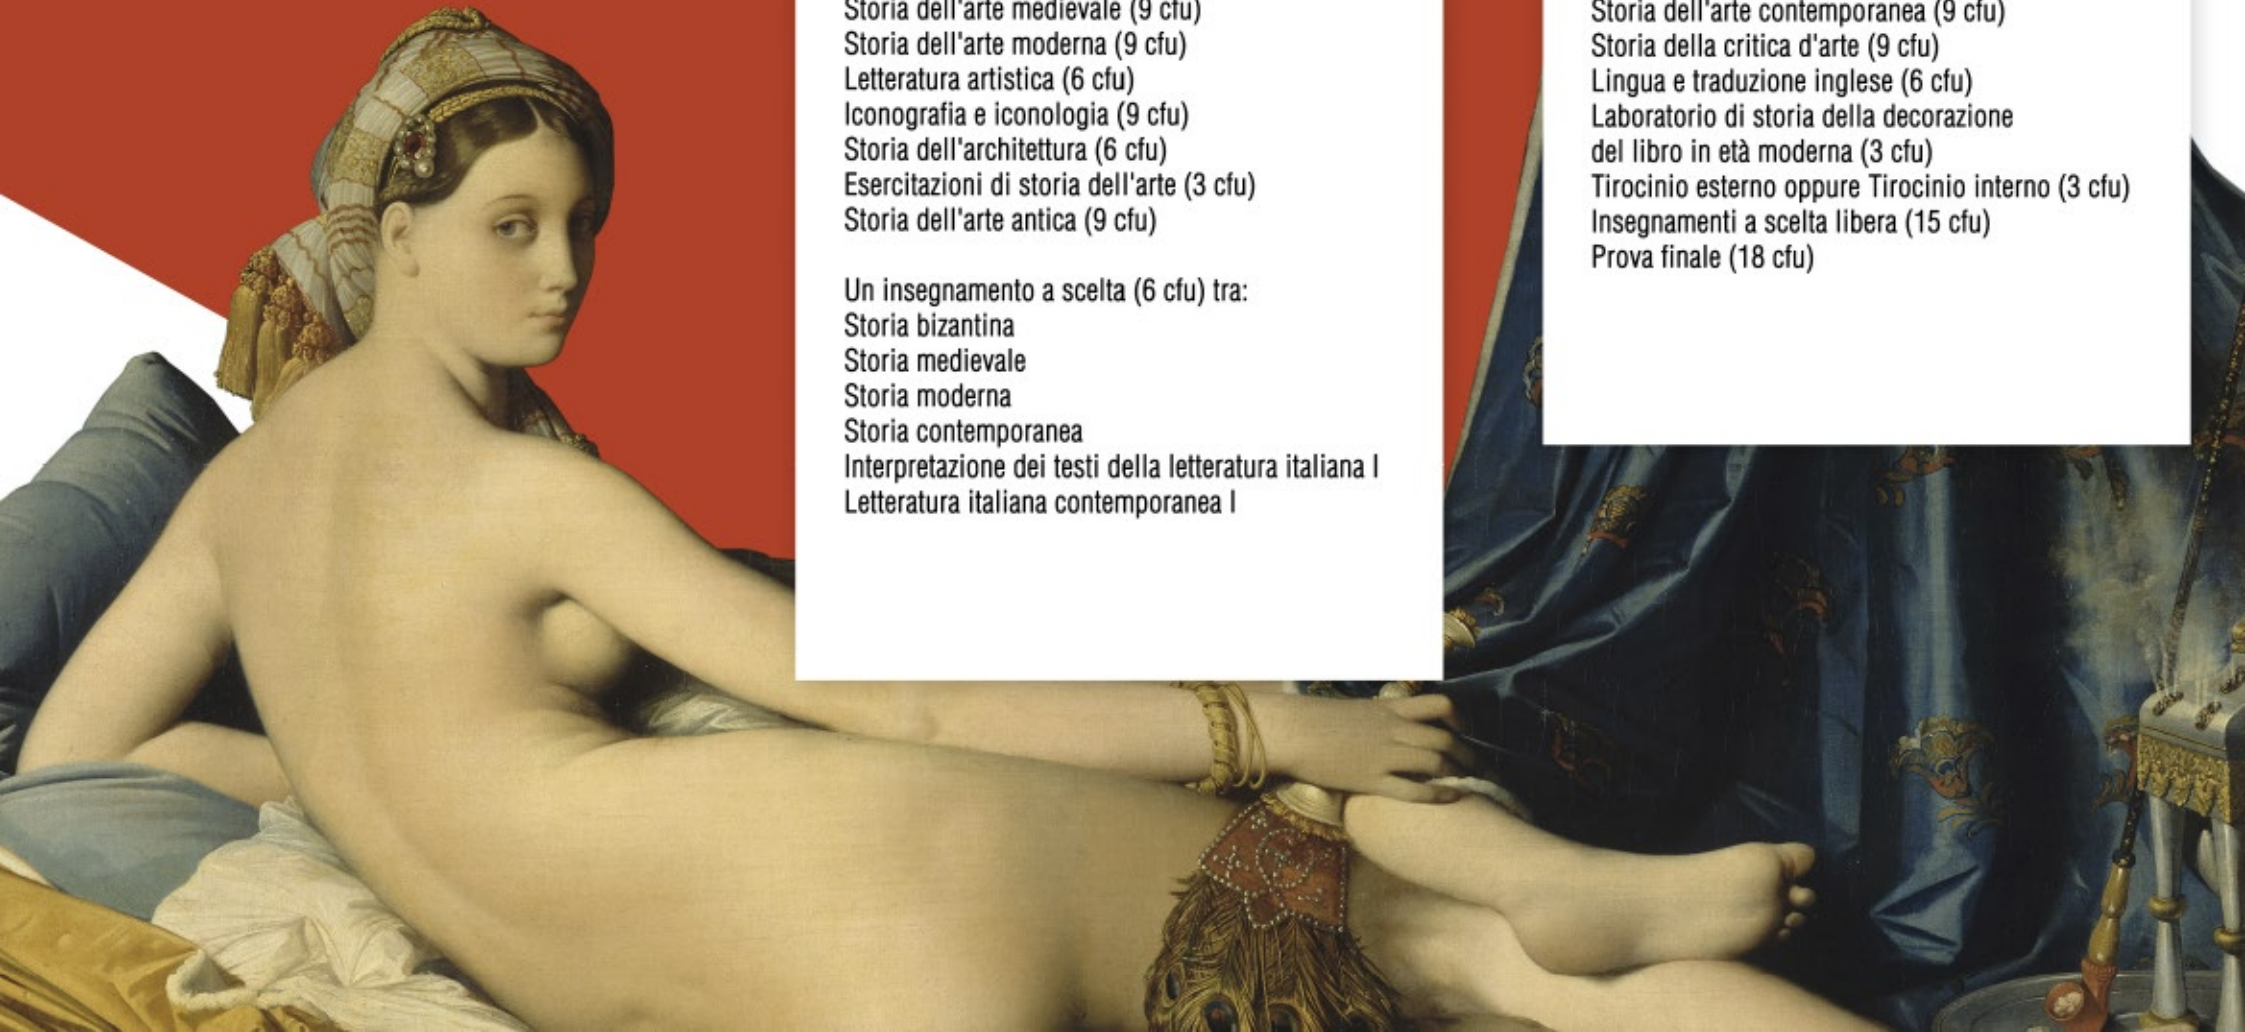 Storia dell'arte medievale (9 cfu)
Storia dell'arte moderna (9 cfu)
Letteratura artistica (6 cfu)
Iconografia e iconologia (9 cfu)
Storia dell'architettura (6 cfu)
Esercitazioni di storia dell'arte (3 cfu)
Storia dell'arte antica (9 cfu)
Un insegnamento a scelta (6 cfu) tra:
Storia bizantina
Storia medievale
Storia moderna
Storia contemporanea
Interpretazione dei testi della letteratura italiana I
Letteratura italiana contemporanea I
Storia dell'arte contemporanea (9 cfu)
Storia della critica d'arte (9 cfu)
Lingua e traduzione inglese (6 cfu)
Laboratorio di storia della decorazione
del libro in età moderna (3 cfu)
Tirocinio esterno oppure Tirocinio interno (3 cfu)
Insegnamenti a scelta libera (15 cfu)
Prova finale (18 cfu)